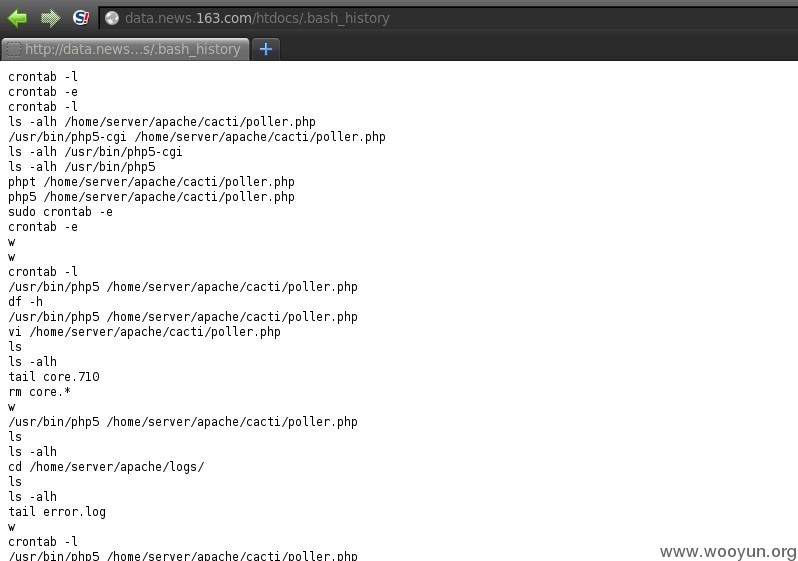 data.news.163.com/htdocs/.bash_history
http://data.news...s/.bash_history
crontab -l
crontab -e
crontab -l
ls -alh /home/server/apache/cacti/poller.php
/usr/bin/php5-cgi /home/server/apache/cacti/poller.php
ls -alh /usr/bin/php5-cgi
ls -alh /usr/bin/php5
phpt /home/server/apache/cacti/poller.php
php5 /home/server/apache/cacti/poller.php
sudo crontab -e
crontab -e
w
w
crontab -l
/usr/bin/php5 /home/server/apache/cacti/poller.php
df -h
/usr/bin/php5 /home/server/apache/cacti/poller.php
vi /home/server/apache/cacti/poller.php
ls
ls -alh
tail core.710
rm core.*
w
/usr/bin/php5 /home/server/apache/cacti/poller.php
ls
ls -alh
cd /home/server/apache/logs/
ls
ls -alh
tail error.log
w
crontab -l
/usr/bin/php5 /home/server/apache/cacti/poller.php
www.wooyun.org